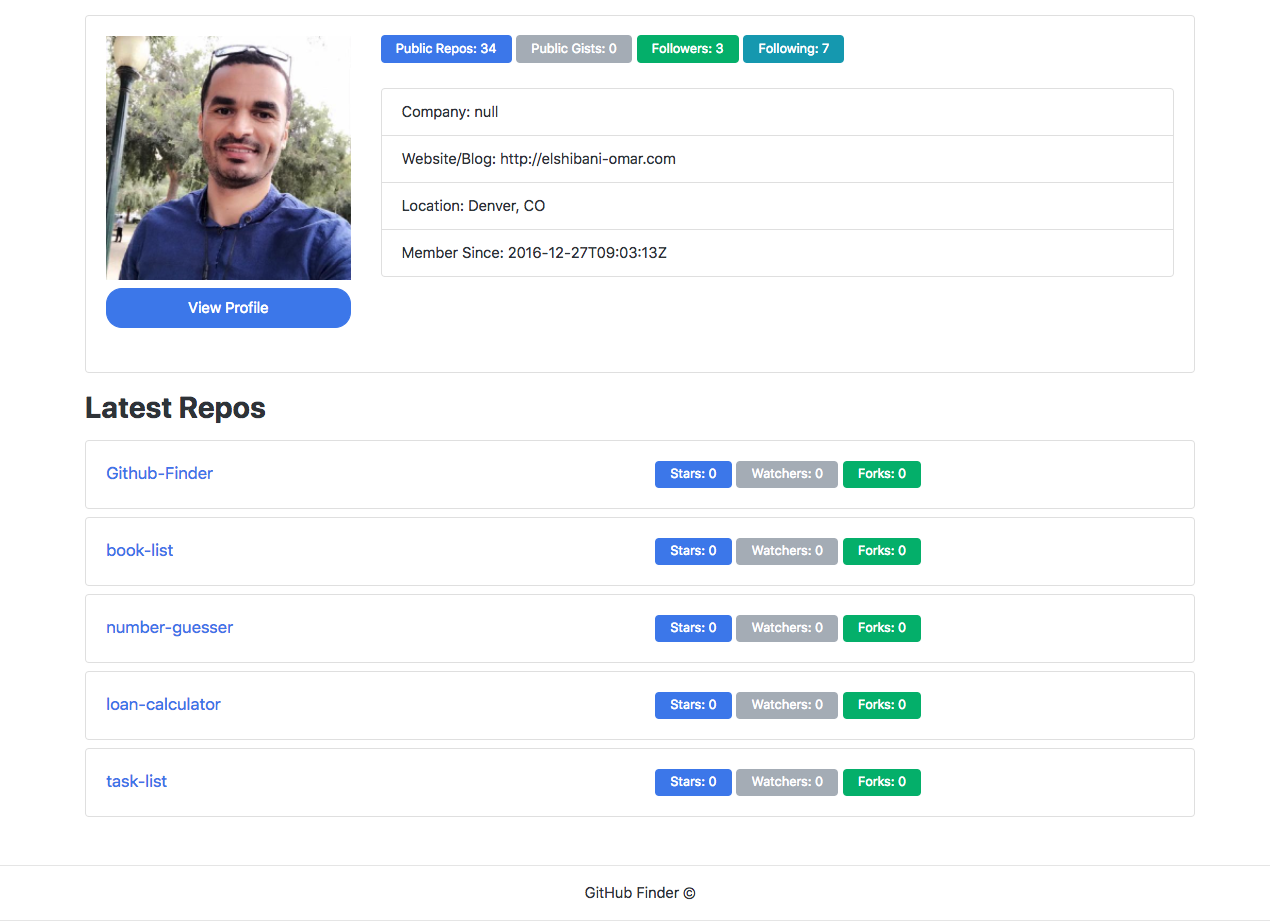 Public Repos: 34 Public Gists: 0 Followers: 3 Following: 7
Company: null
Website/Blog: http://elshibani-omar.com
Location: Denver, CO
Member Since: 2016-12-27T09:03:13Z
View Profile
Latest Repos
Github-Finder Stars: 0 Watchers: 0 Forks: 0
book-list Stars: 0 Watchers: 0 Forks: 0
number-guesser Stars: 0 Watchers: 0 Forks: 0
loan-calculator Stars: 0 Watchers: 0 Forks: 0
task-list Stars: 0 Watchers: 0 Forks: 0
GitHub Finder ©